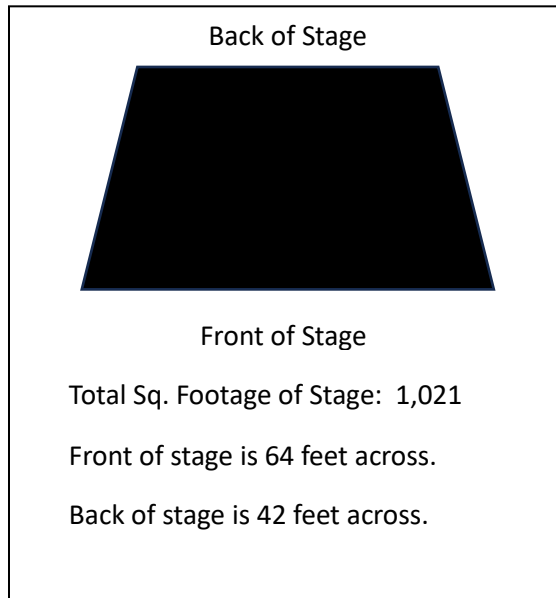 Back of Stage
Front of Stage
Total Sq. Footage of Stage: 1,021
Front of stage is 64 feet across.
Back of stage is 42 feet across.